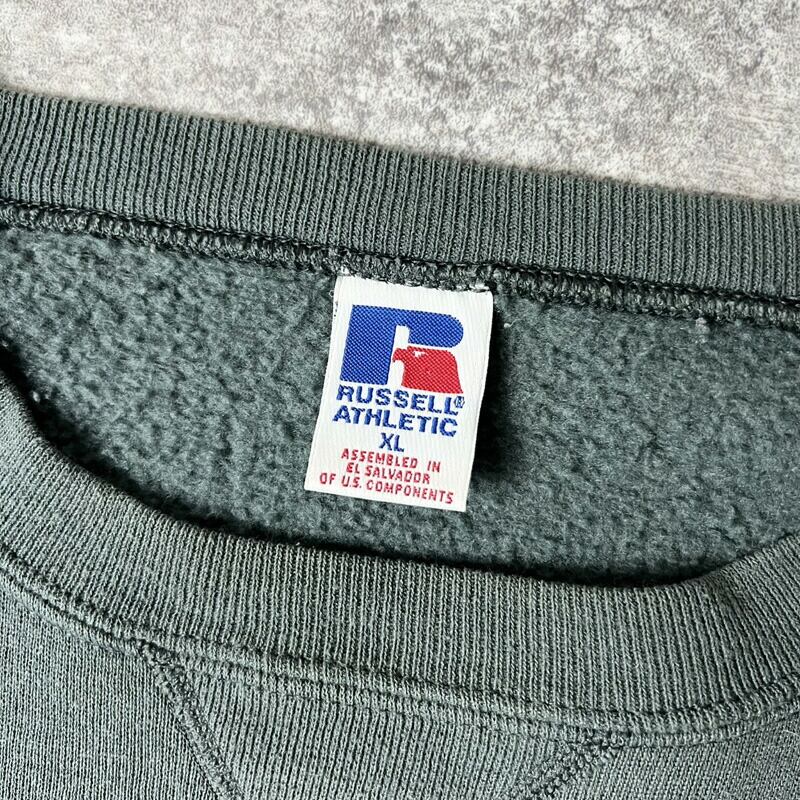 R
RUSSELL®
ATHLETIC
XL
ASSEMBLED IN
EL SALVADOR
OF U.S. COMPONENTS